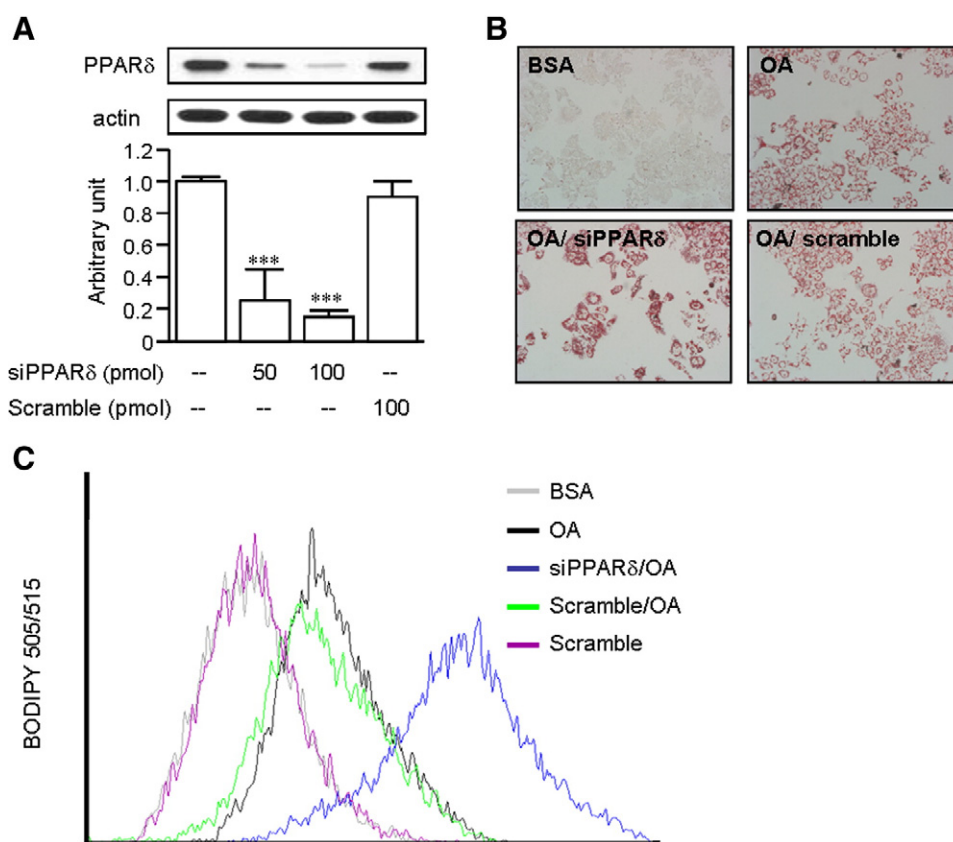 A
PPARδ
actin
Arbitrary unit
1.2
1.0
0.8
0.6
0.4
0.2
0
***
***
siPPARδ (pmol) -- 50 100 --
Scramble (pmol) -- -- -- 100
B
BSA
OA
OA/ siPPARδ
OA/ scramble
C
BODIPY 505/515
BSA
OA
siPPARδ/OA
Scramble/OA
Scramble